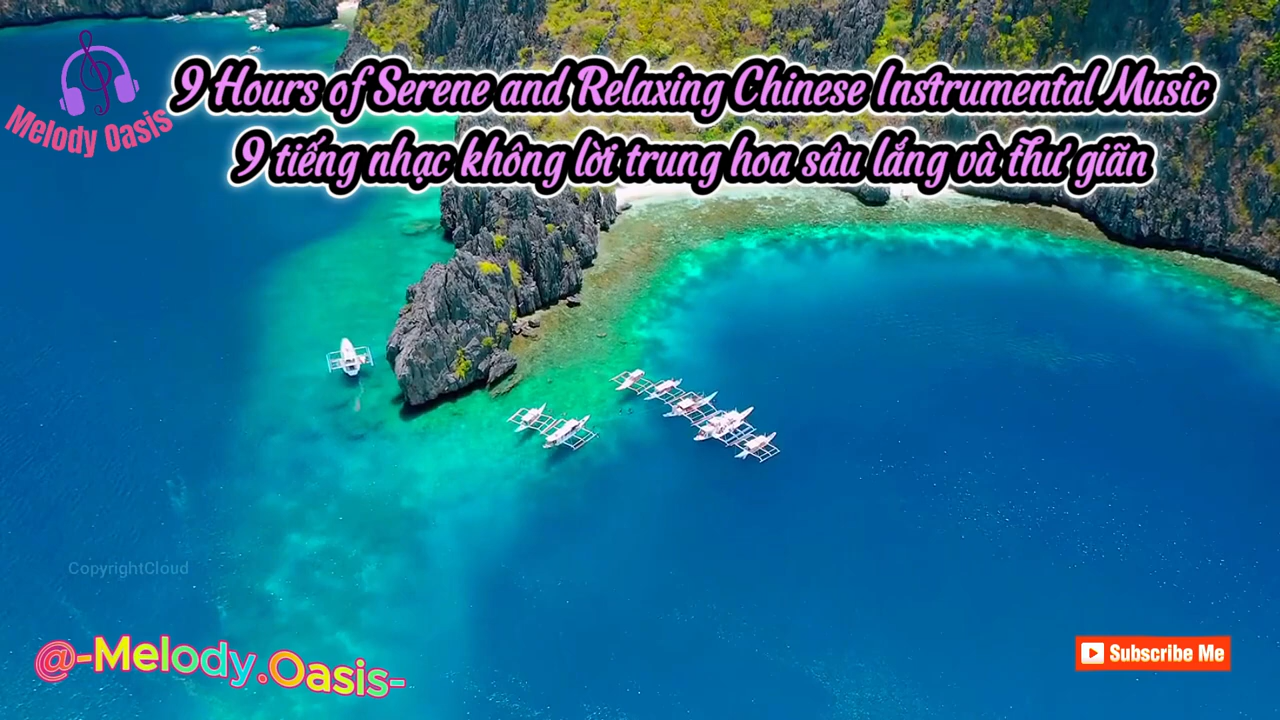 9 Hours of Serene and Relaxing Chinese Instrumental Music
9 tiếng nhạc không lời trung hoa sâu lắng và thư giãn
Melody Oasis
CopyrightCloud
@-Melody.Oasis-
Subscribe Me